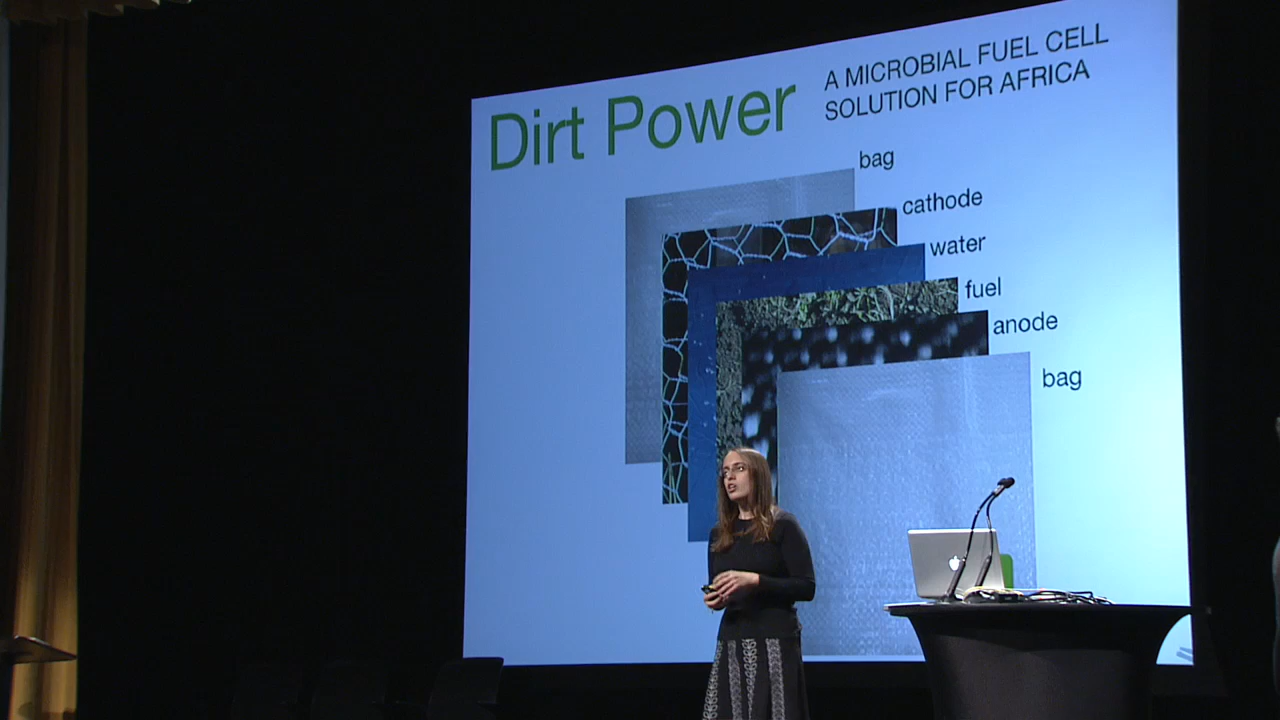 Dirt Power
A MICROBIAL FUEL CELL
SOLUTION FOR AFRICA
bag
cathode
water
fuel
anode
bag